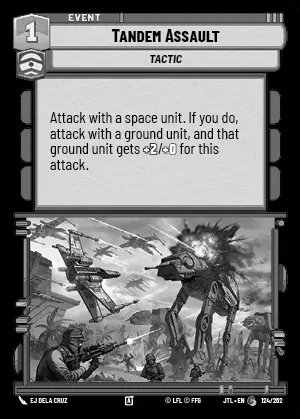 EVENT
1
TANDEM ASSAULT
TACTIC
Attack with a space unit. If you do,
attack with a ground unit, and that
ground unit gets +2/+0 for this
attack.
EJ DELA CRUZ
A
© LFL © FFG
JTL • EN
124/262